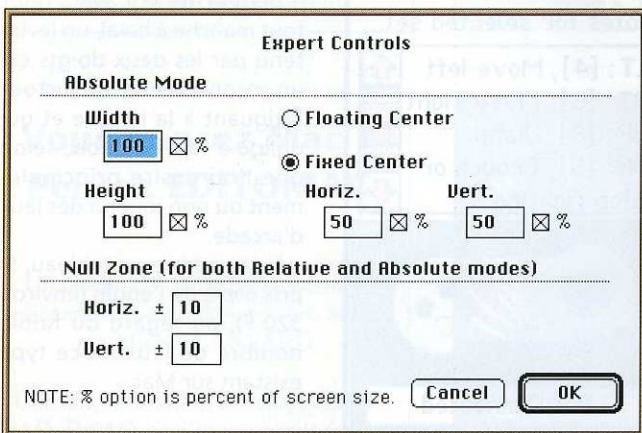 Expert Controls
Absolute Mode
Width
100 %
Floating Center
Fixed Center
Height
100 %
Horiz.
50 %
Vert.
50 %
Null Zone (for both Relative and Absolute modes)
Horiz. ± 10
Vert. ± 10
NOTE: % option is percent of screen size.
Cancel
OK